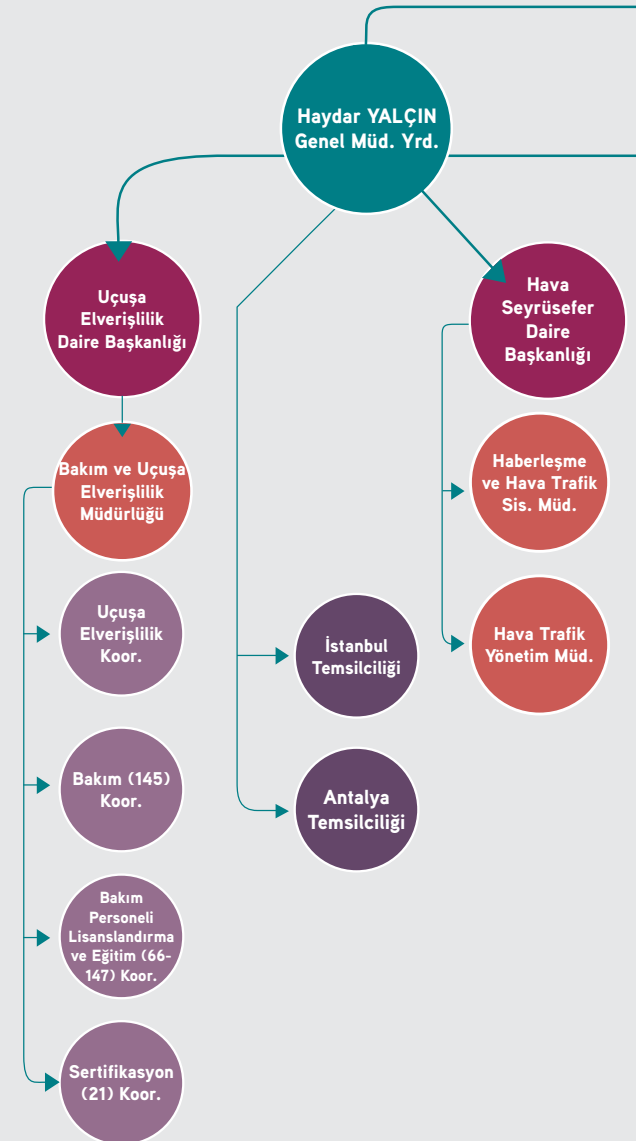 Haydar YALÇIN
Genel Müd. Yrd.
Uçuşa
Elverişlilik
Daire Başkanlığı
Hava
Seyrüsefer
Daire
Başkanlığı
Bakım ve Uçuşa
Elverişlilik
Müdürlüğü
Haberleşme
ve Hava Trafik
Sis. Müd.
Uçuşa
Elverişlilik
Koor.
İstanbul
Temsilciliği
Hava Trafik
Yönetim Müd.
Bakım (145)
Koor.
Antalya
Temsilciliği
Bakım
Personeli
Lisanslandırma
ve Eğitim (66-
147) Koor.
Sertifikasyon
(21) Koor.